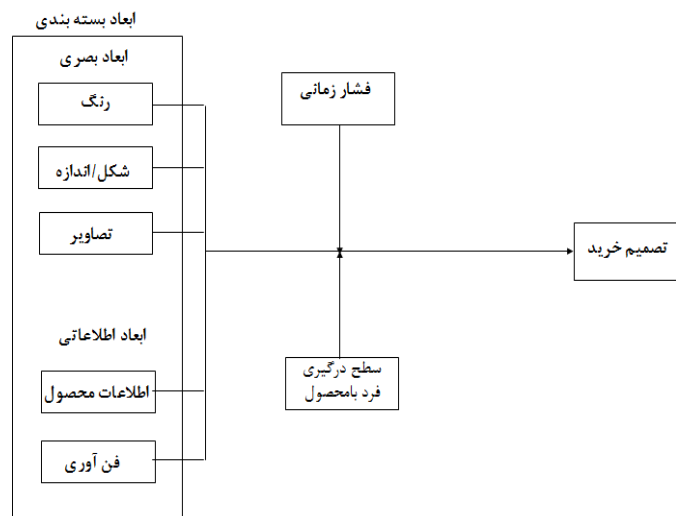 ابعاد بسته بندی
ابعاد بصری
رنگ
شکل/اندازه
تصاویر
ابعاد اطلاعاتی
اطلاعات محصول
فن آوری
فشار زمانی
سطح درگیری
فرد بامحصول
تصمیم خرید